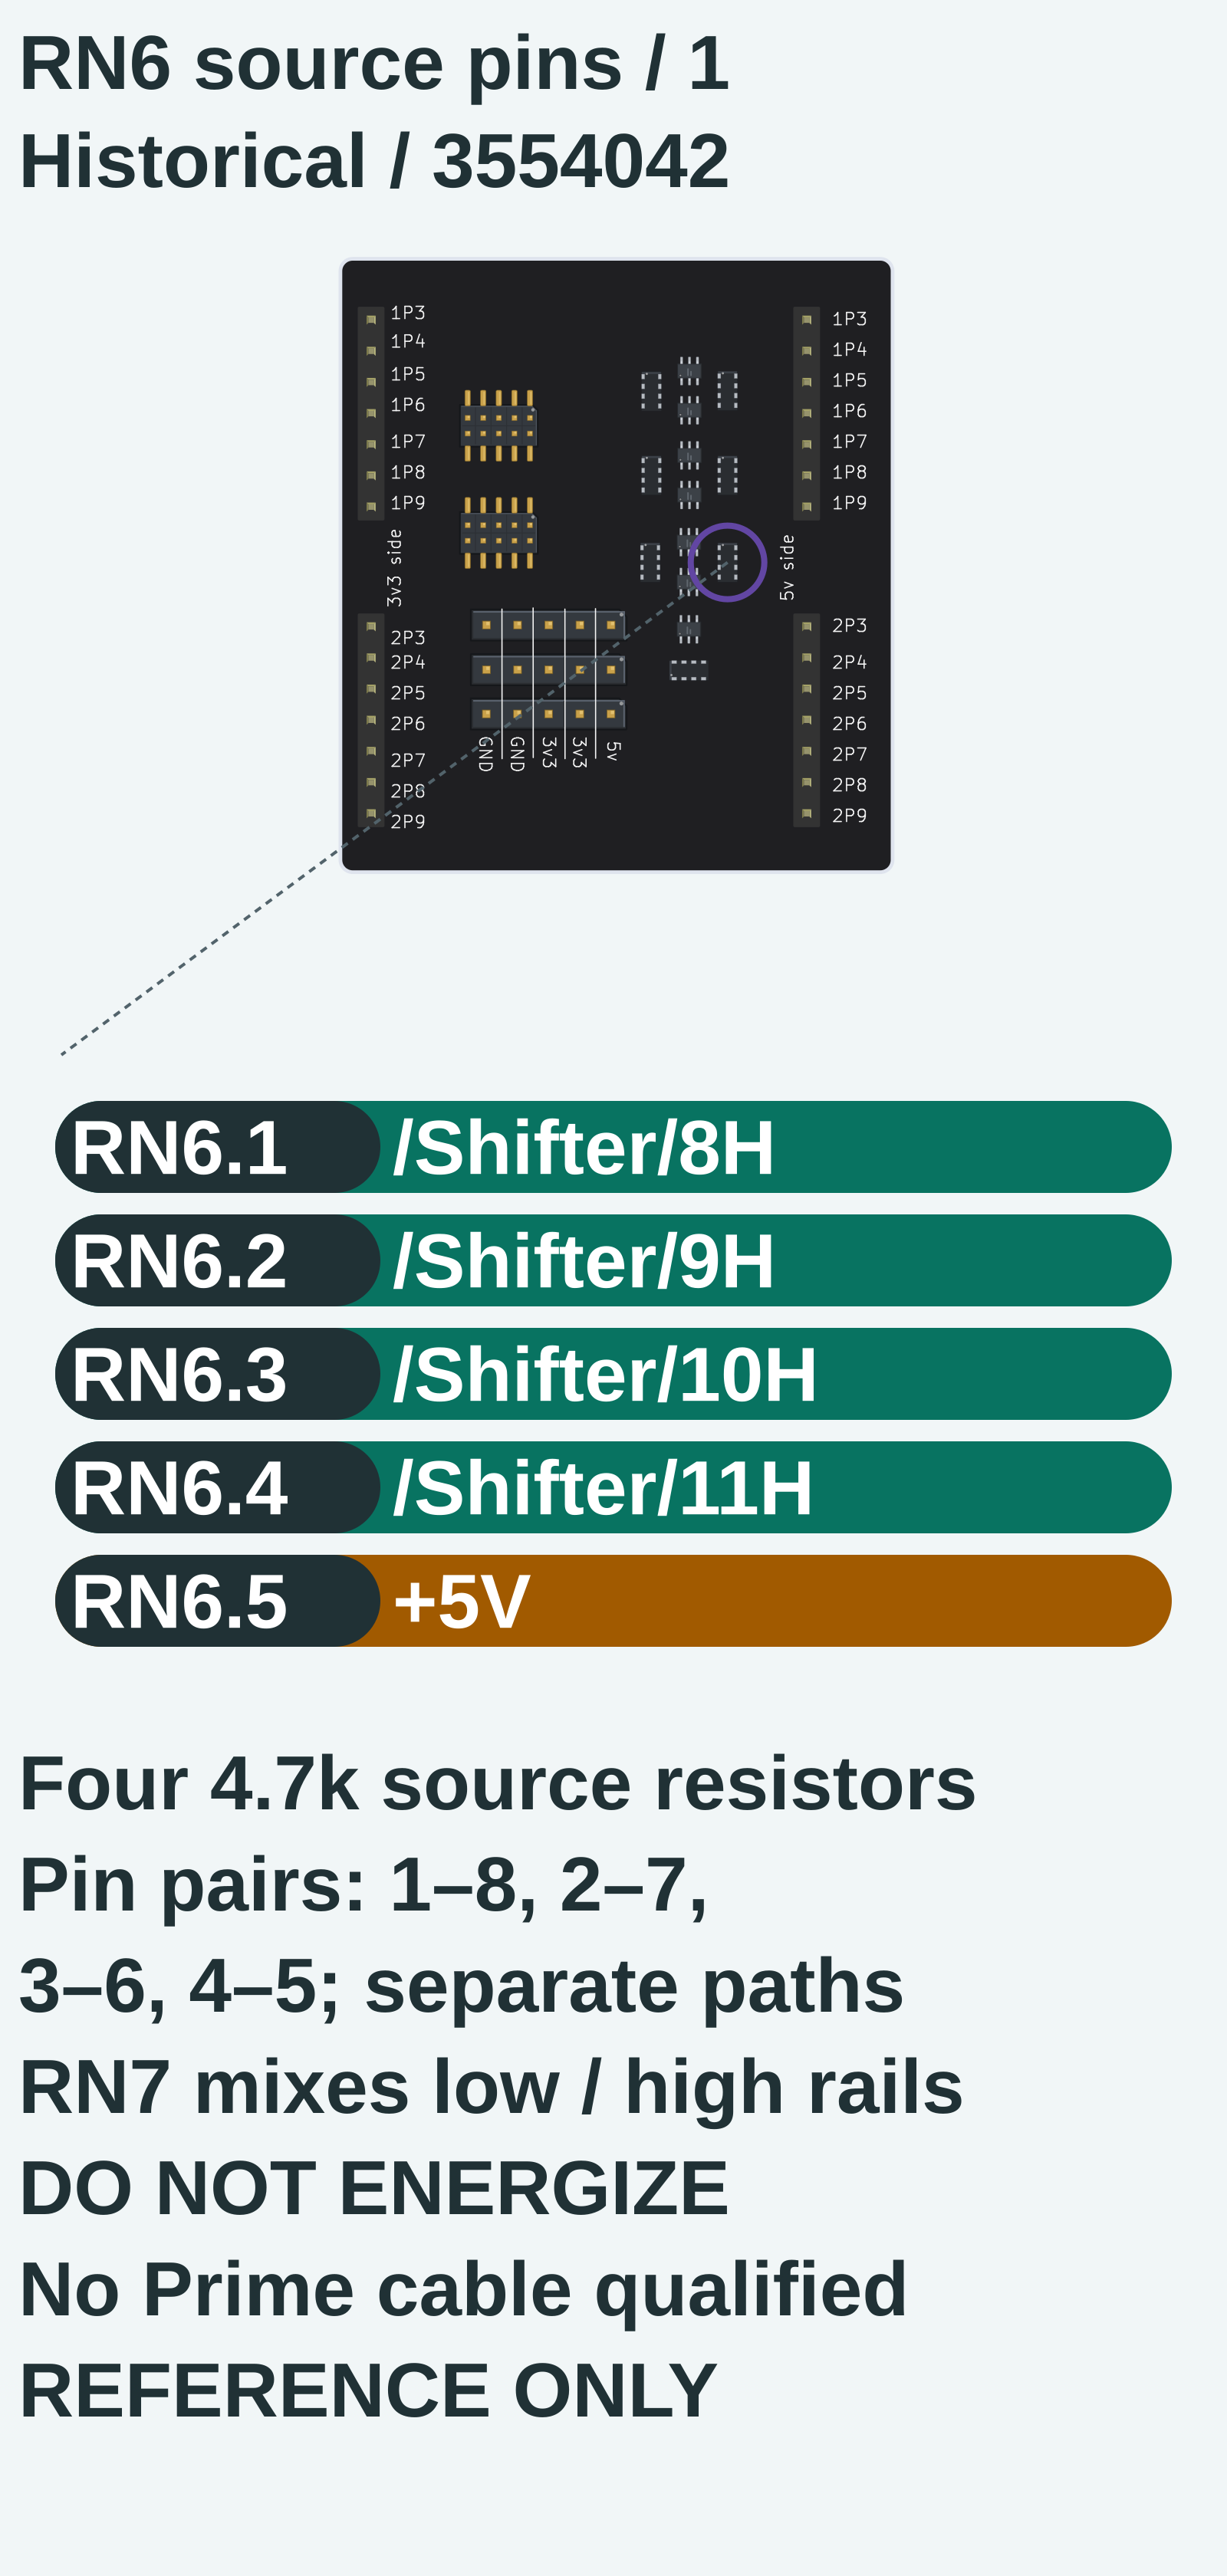 RN6 source pins / 1
Historical / 3554042
1P3
1P4
1P5
1P6
1P7
1P8
1P9
3v3 side
2P3
2P4
2P5
2P6
2P7
2P8
2P9
GND
GND
3v3
3v3
5v
1P3
1P4
1P5
1P6
1P7
1P8
1P9
5v side
2P3
2P4
2P5
2P6
2P7
2P8
2P9
RN6.1 /Shifter/8H
RN6.2 /Shifter/9H
RN6.3 /Shifter/10H
RN6.4 /Shifter/11H
RN6.5 +5V
Four 4.7k source resistors
Pin pairs: 1–8, 2–7,
3–6, 4–5; separate paths
RN7 mixes low / high rails
DO NOT ENERGIZE
No Prime cable qualified
REFERENCE ONLY